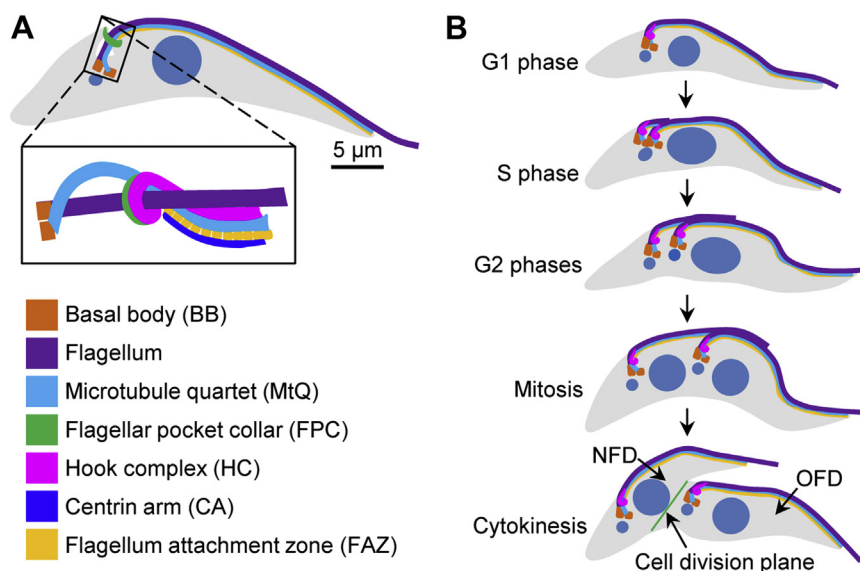 A
5 µm
Basal body (BB)
Flagellum
Microtubule quartet (MtQ)
Flagellar pocket collar (FPC)
Hook complex (HC)
Centrin arm (CA)
Flagellum attachment zone (FAZ)
B
G1 phase
S phase
G2 phases
Mitosis
NFD
OFD
Cytokinesis
Cell division plane